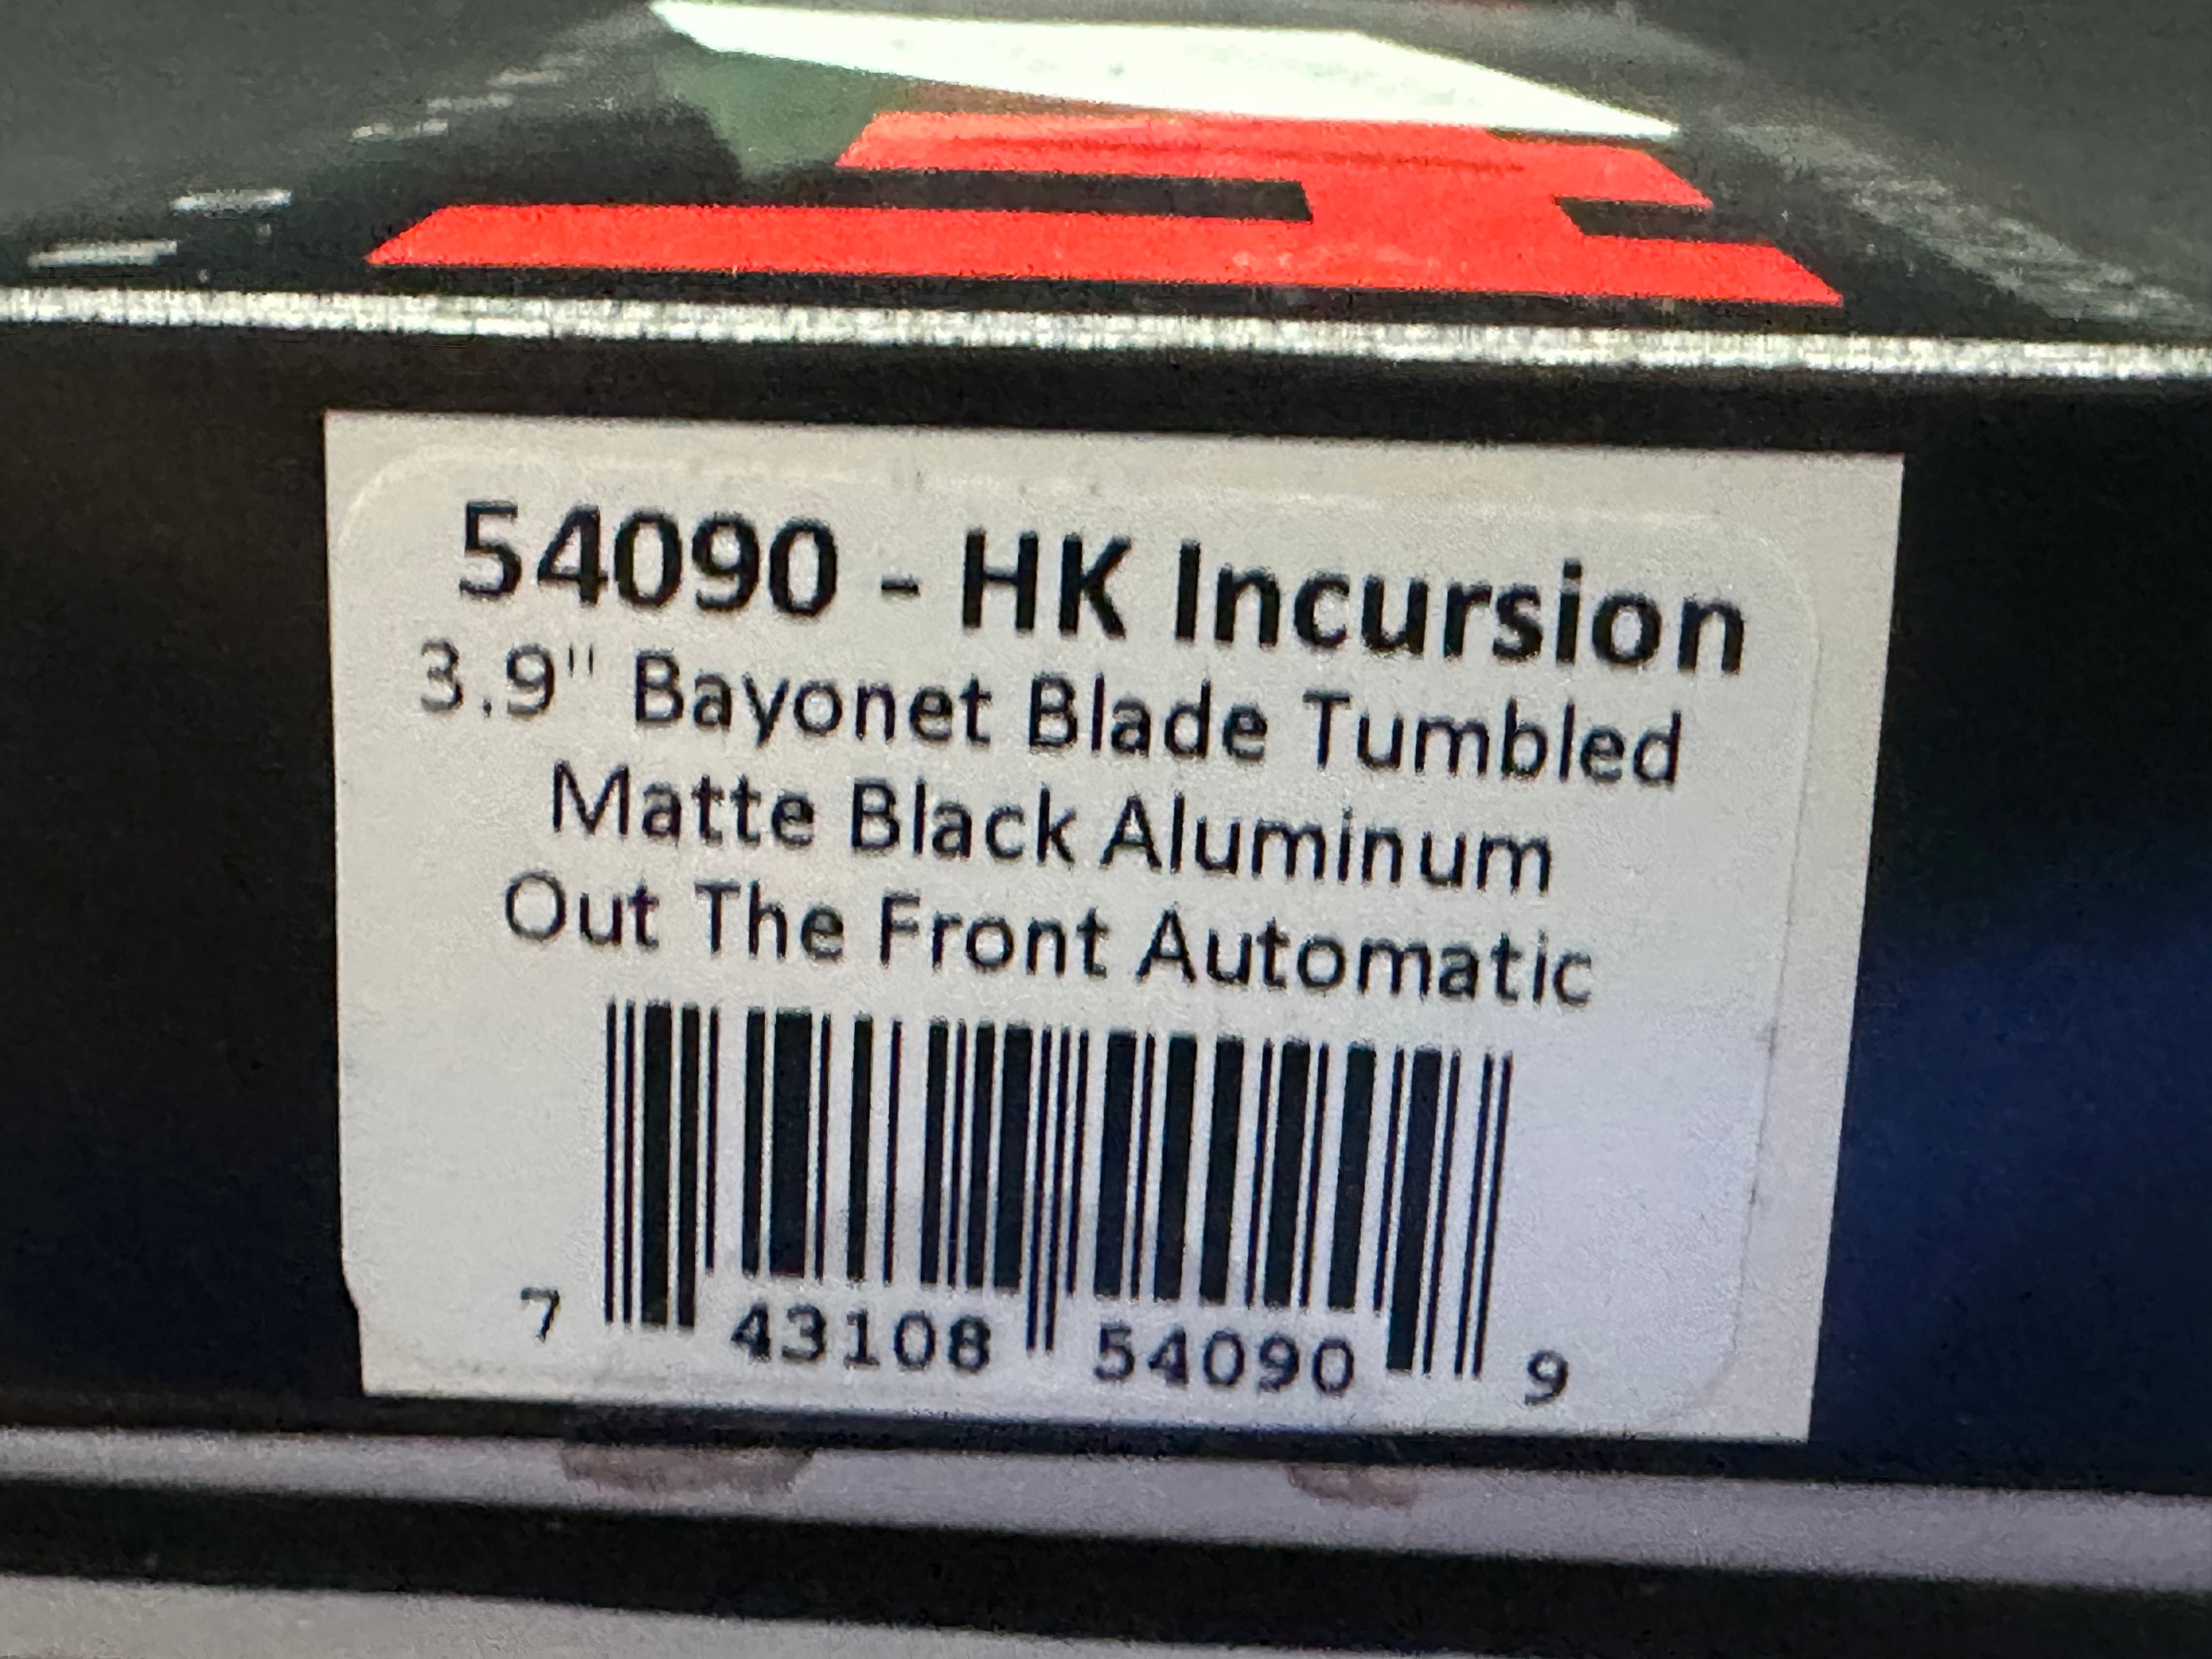 54090 - HK Incursion
3.9" Bayonet Blade Tumbled
Matte Black Aluminum
Out The Front Automatic
7 43108 54090 9